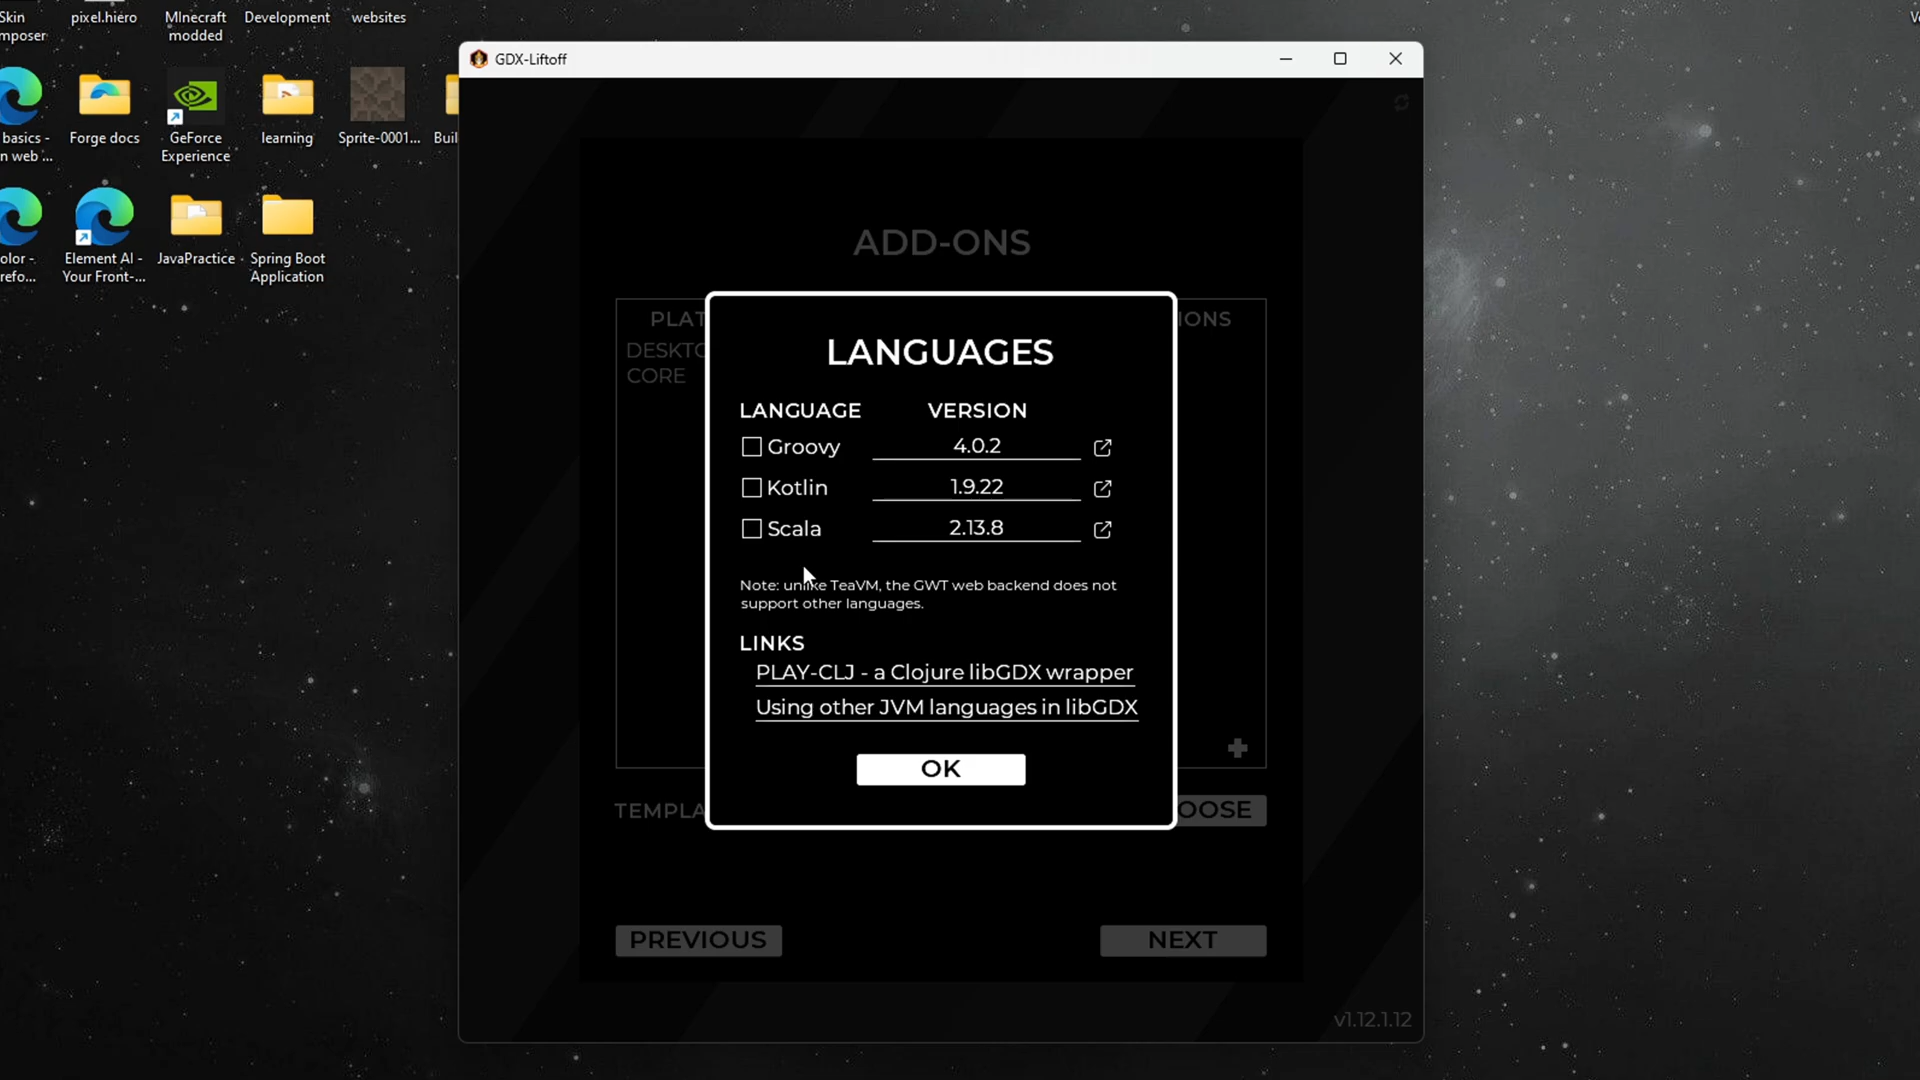 Skin
mposer
pixel.hiero
MInecraft
modded
Development
websites
basics -
n web ...
Forge docs
GeForce
Experience
learning
Sprite-0001...
Buil
olor -
refo...
Element AI -
Your Front-...
JavaPractice
Spring Boot
Application
GDX-Liftoff
ADD-ONS
PLAT
IONS
DESKTO
CORE
LANGUAGES
LANGUAGE VERSION
Groovy 4.0.2
Kotlin 1.9.22
Scala 2.13.8
Note: unlike TeaVM, the GWT web backend does not
support other languages.
LINKS
PLAY-CLJ - a Clojure libGDX wrapper
Using other JVM languages in libGDX
OK
TEMPLA
OOSE
PREVIOUS
NEXT
v1.12.1.12